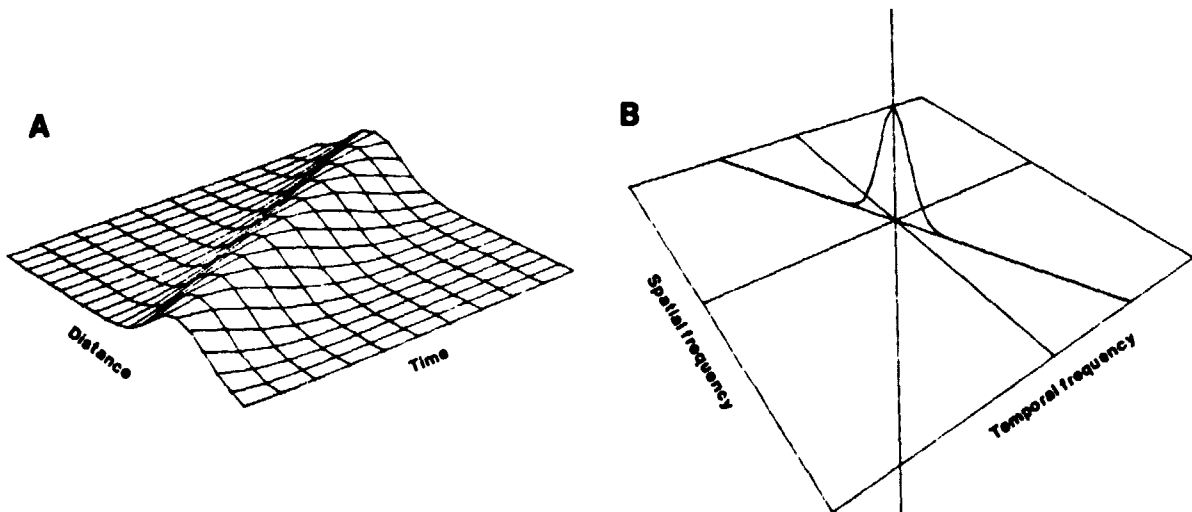 A
Distance
Time
B
Spatial frequency
Temporal frequency